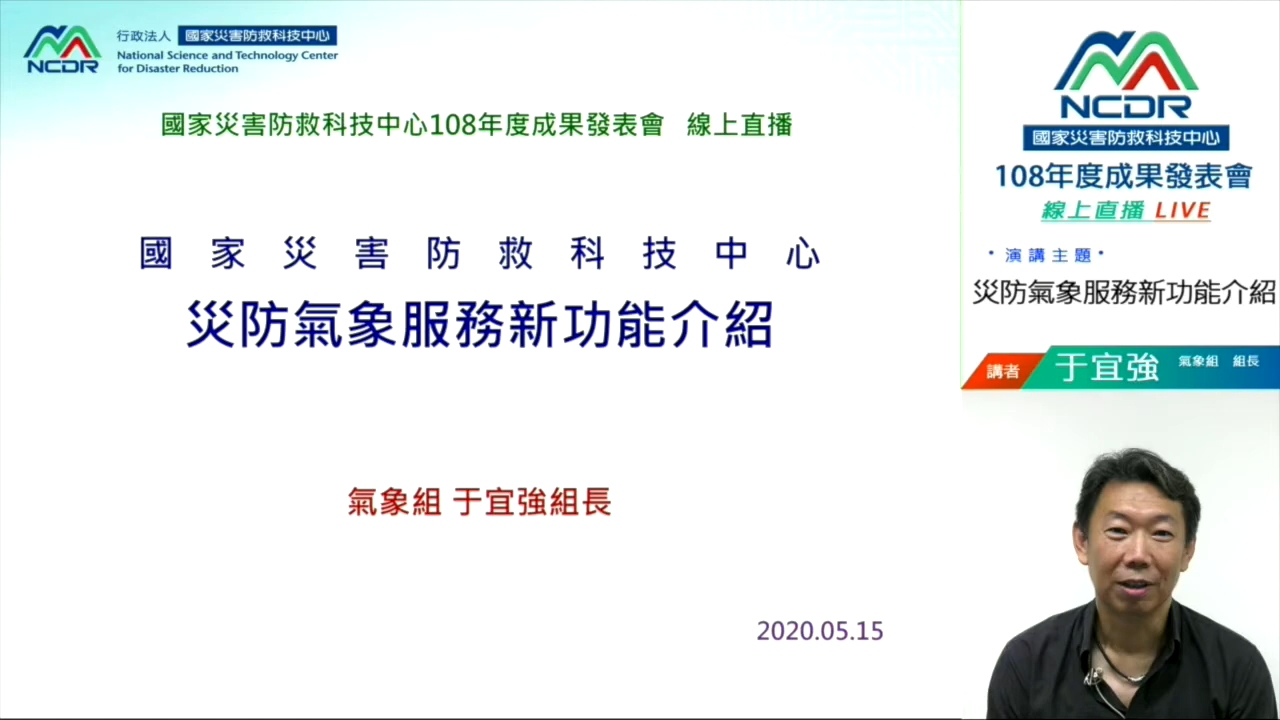 NCDR
行政法人 國家災害防救科技中心
National Science and Technology Center
for Disaster Reduction
國家災害防救科技中心108年度成果發表會 線上直播
國家災害防救科技中心
災防氣象服務新功能介紹
氣象組 于宜強組長
2020.05.15
NCDR
國家災害防救科技中心
108年度成果發表會
線上直播 LIVE
•演講主題•
災防氣象服務新功能介紹
講者 于宜強 氣象組 組長